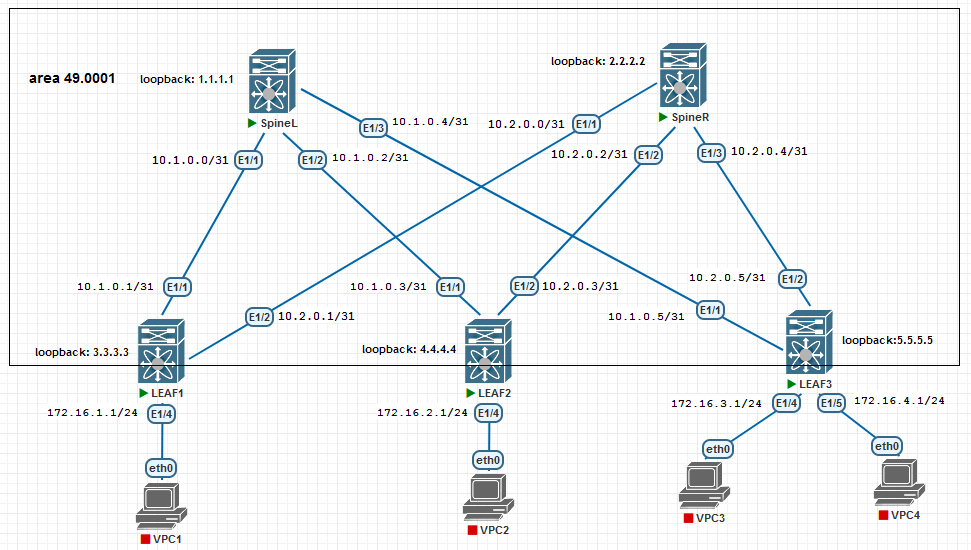 loopback: 2.2.2.2
area 49.0001
loopback: 1.1.1.1
SpineL
SpineR
E1/3
10.1.0.4/31
10.2.0.0/31
E1/1
10.1.0.0/31
E1/1
E1/2
10.1.0.2/31
10.2.0.2/31
E1/2
E1/3
10.2.0.4/31
10.2.0.5/31
E1/2
10.1.0.1/31
E1/1
10.1.0.3/31
E1/1
E1/2
10.2.0.3/31
E1/2
10.2.0.1/31
10.1.0.5/31
E1/1
loopback: 3.3.3.3
loopback: 4.4.4.4
loopback:5.5.5.5
LEAF1
LEAF2
LEAF3
172.16.1.1/24
E1/4
172.16.2.1/24
E1/4
172.16.3.1/24
E1/4
E1/5
172.16.4.1/24
eth0
eth0
eth0
eth0
VPC1
VPC2
VPC3
VPC4